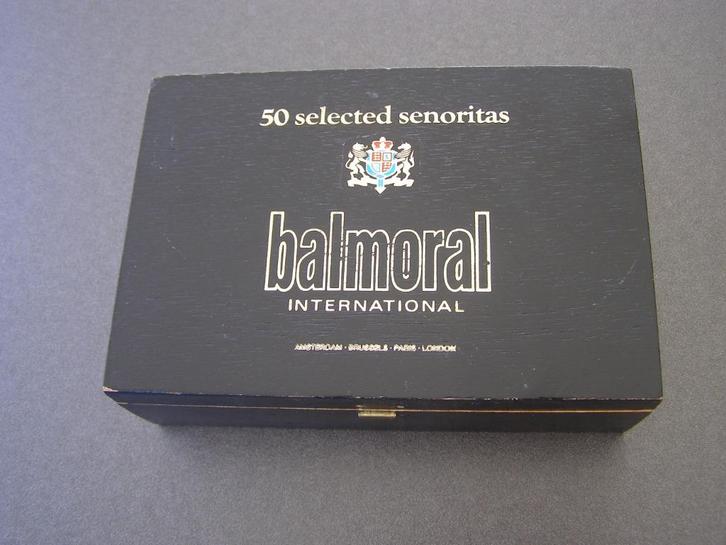 50 selected senoritas
balmoral
INTERNATIONAL
AMSTERDAM · BRUSSELS · PARIS · LONDON